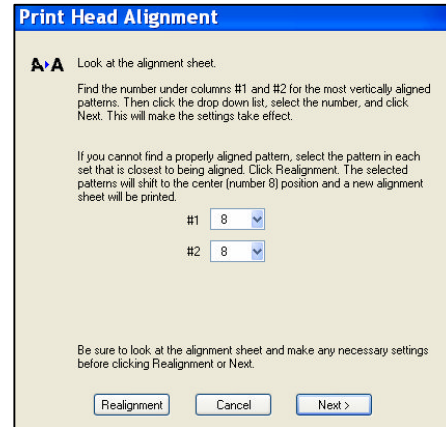 Print Head Alignment
A▸A Look at the alignment sheet.
Find the number under columns #1 and #2 for the most vertically aligned
patterns. Then click the drop down list, select the number, and click
Next. This will make the settings take effect.
If you cannot find a properly aligned pattern, select the pattern in each
set that is closest to being aligned. Click Realignment. The selected
patterns will shift to the center (number 8) position and a new alignment
sheet will be printed.
#1 8
#2 8
Be sure to look at the alignment sheet and make any necessary settings
before clicking Realignment or Next.
Realignment Cancel Next >